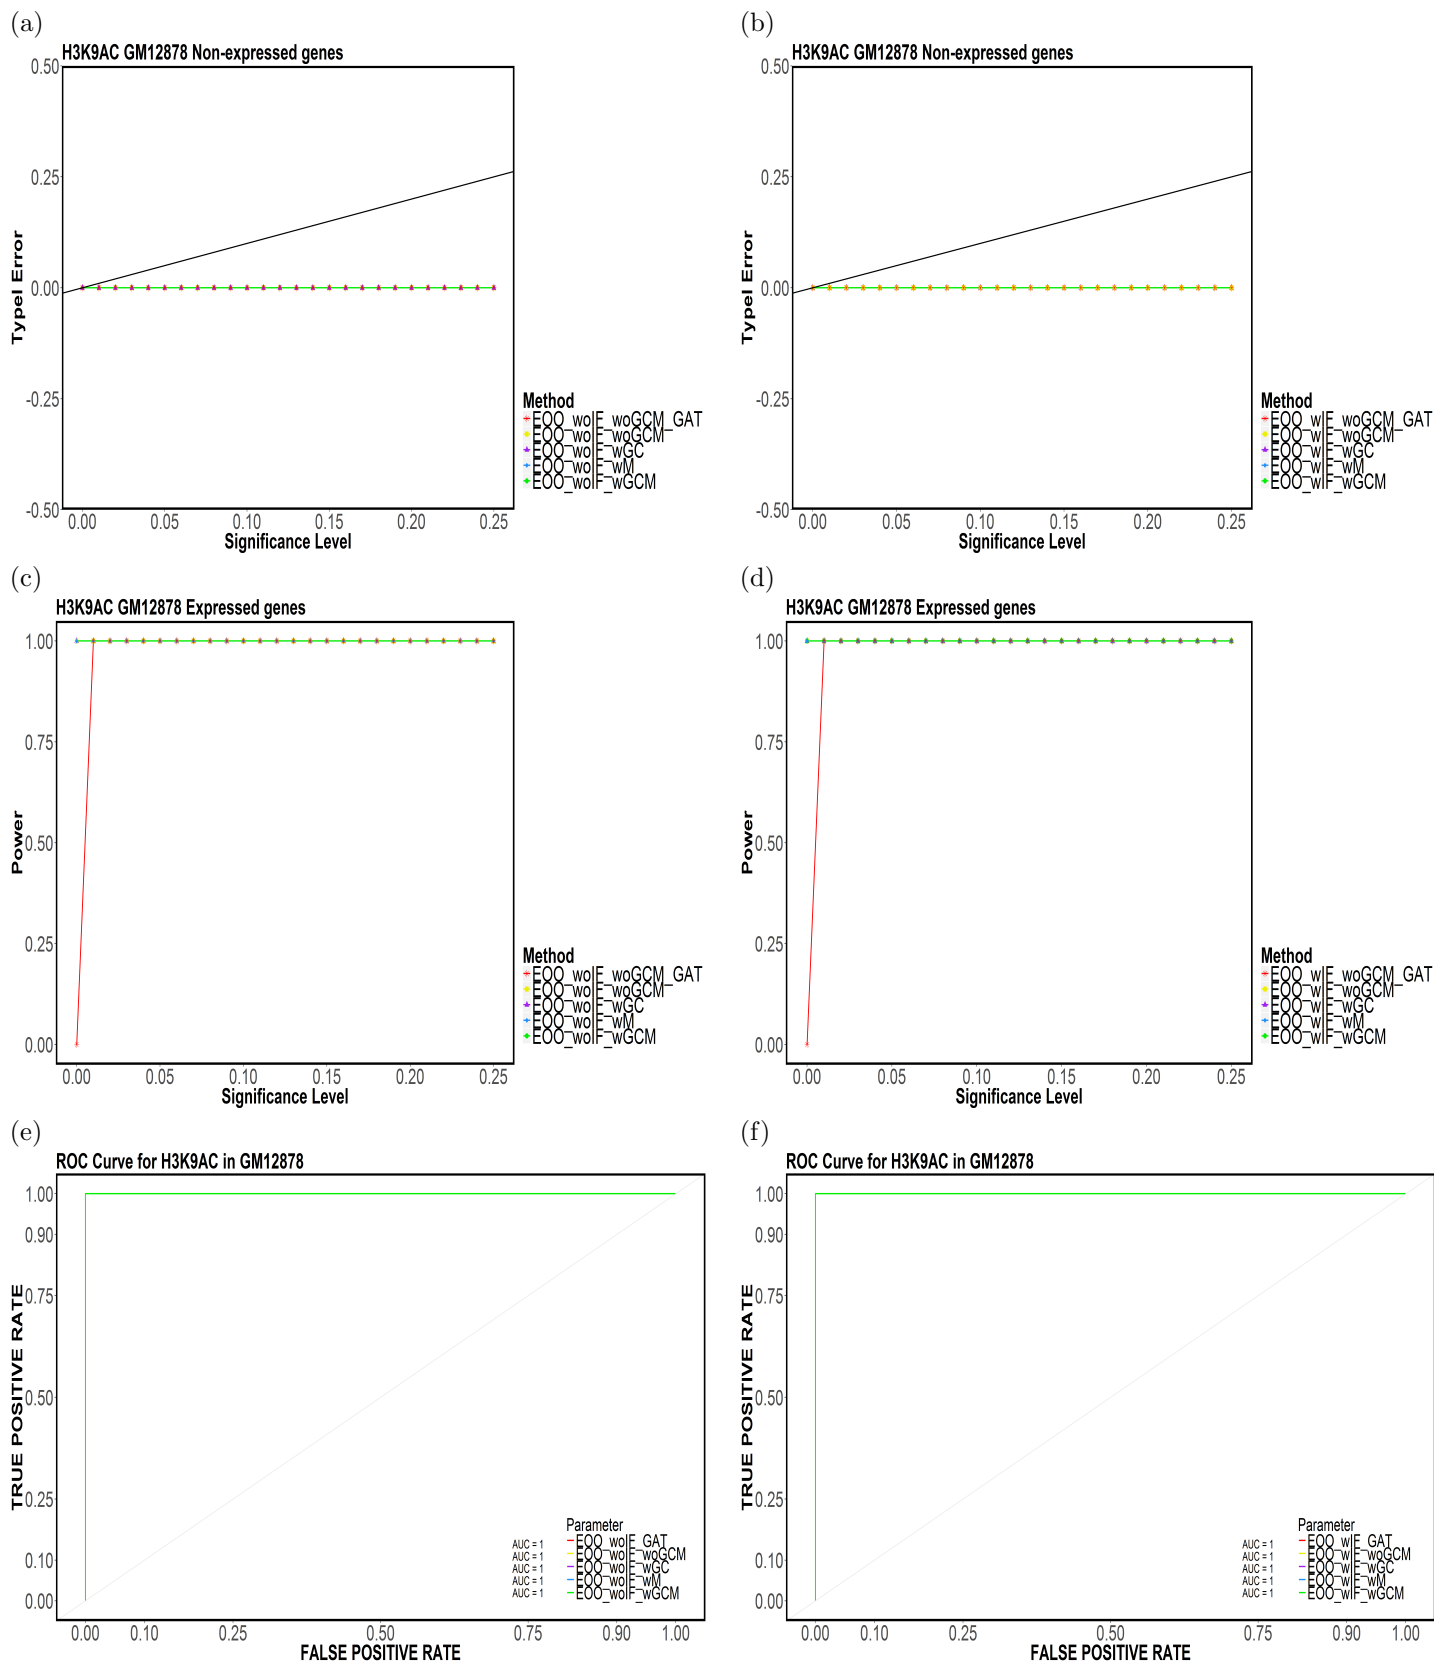 (a)
H3K9AC GM12878 Non-expressed genes
0.50
0.25
0.00
-0.25
-0.50
TypeI Error
0.00 0.05 0.10 0.15 0.20 0.25
Significance Level
Method
EOO_woIF_woGCM_GAT
EOO_woIF_woGCM
EOO_woIF_wGC
EOO_woIF_wM
EOO_woIF_wGCM
(b)
H3K9AC GM12878 Non-expressed genes
0.50
0.25
0.00
-0.25
-0.50
TypeI Error
0.00 0.05 0.10 0.15 0.20 0.25
Significance Level
Method
EOO_wIF_woGCM_GAT
EOO_wIF_woGCM
EOO_wIF_wGC
EOO_wIF_wM
EOO_wIF_wGCM
(c)
H3K9AC GM12878 Expressed genes
1.00
0.75
0.50
0.25
0.00
Power
0.00 0.05 0.10 0.15 0.20 0.25
Significance Level
Method
EOO_woIF_woGCM_GAT
EOO_woIF_woGCM
EOO_woIF_wGC
EOO_woIF_wM
EOO_woIF_wGCM
(d)
H3K9AC GM12878 Expressed genes
1.00
0.75
0.50
0.25
0.00
Power
0.00 0.05 0.10 0.15 0.20 0.25
Significance Level
Method
EOO_wIF_woGCM_GAT
EOO_wIF_woGCM
EOO_wIF_wGC
EOO_wIF_wM
EOO_wIF_wGCM
(e)
ROC Curve for H3K9AC in GM12878
1.00
0.90
0.75
0.50
0.25
0.10
0.00
TRUE POSITIVE RATE
Parameter
AUC = 1 EOO_woIF_GAT
AUC = 1 EOO_woIF_woGCM
AUC = 1 EOO_woIF_wGC
AUC = 1 EOO_woIF_wM
AUC = 1 EOO_woIF_wGCM
0.00 0.10 0.25 0.50 0.75 0.90 1.00
FALSE POSITIVE RATE
(f)
ROC Curve for H3K9AC in GM12878
1.00
0.90
0.75
0.50
0.25
0.10
0.00
TRUE POSITIVE RATE
Parameter
AUC = 1 EOO_wIF_GAT
AUC = 1 EOO_wIF_woGCM
AUC = 1 EOO_wIF_wGC
AUC = 1 EOO_wIF_wM
AUC = 1 EOO_wIF_wGCM
0.00 0.10 0.25 0.50 0.75 0.90 1.00
FALSE POSITIVE RATE